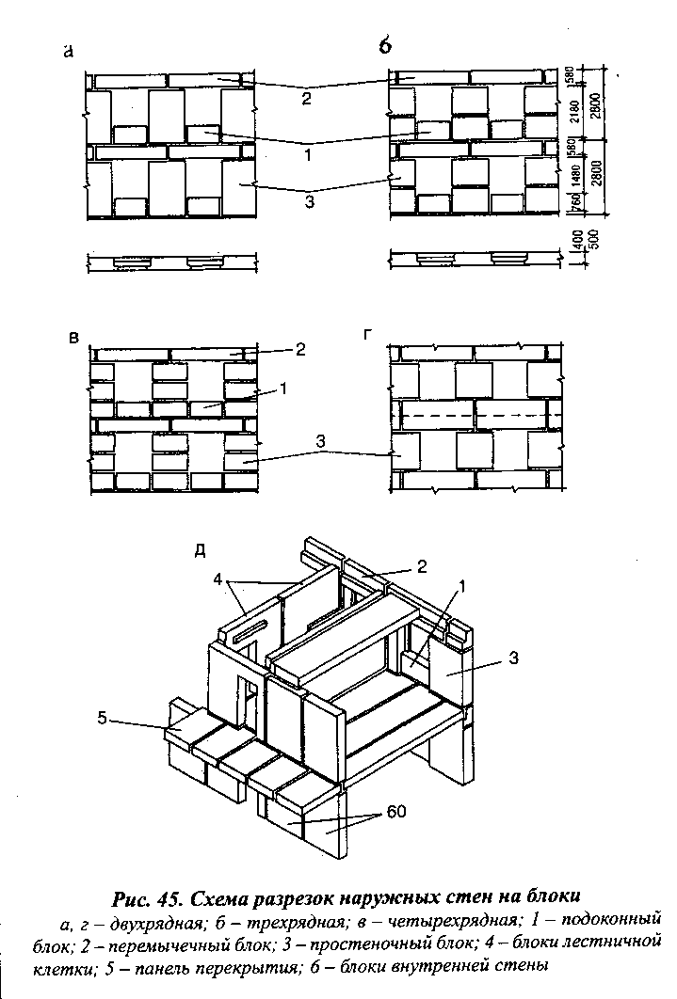 а
б
2
1
3
580
2180
2800
580
1480
2800
760
400
500
в
г
2
1
3
д
4
2
1
3
5
60
Рис. 45. Схема разрезок наружных стен на блоки
а, г – двухрядная; б – трехрядная; в – четырехрядная; 1 – подоконный
блок; 2 – перемычечный блок; 3 – простеночный блок; 4 – блоки лестничной
клетки; 5 – панель перекрытия; 6 – блоки внутренней стены